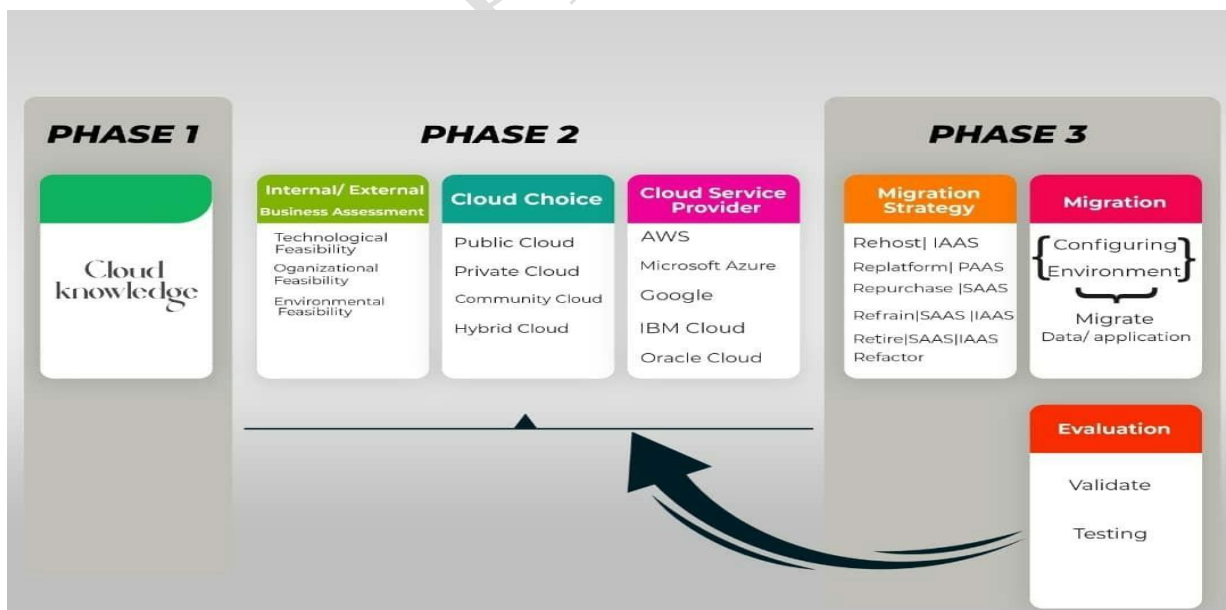 PHASE 1
Cloud
knowledge
PHASE 2
Internal/ External
Business Assessment
Technological
Feasibility
Oganizational
Feasibility
Environmental
Feasibility
Cloud Choice
Public Cloud
Private Cloud
Community Cloud
Hybrid Cloud
Cloud Service
Provider
AWS
Microsoft Azure
Google
IBM Cloud
Oracle Cloud
PHASE 3
Migration
Strategy
Rehost| IAAS
Replatform| PAAS
Repurchase |SAAS
Refrain|SAAS |IAAS
Retire|SAAS|IAAS
Refactor
Migration
{Configuring}
{Environment}
Migrate
Data/ application
Evaluation
Validate
Testing